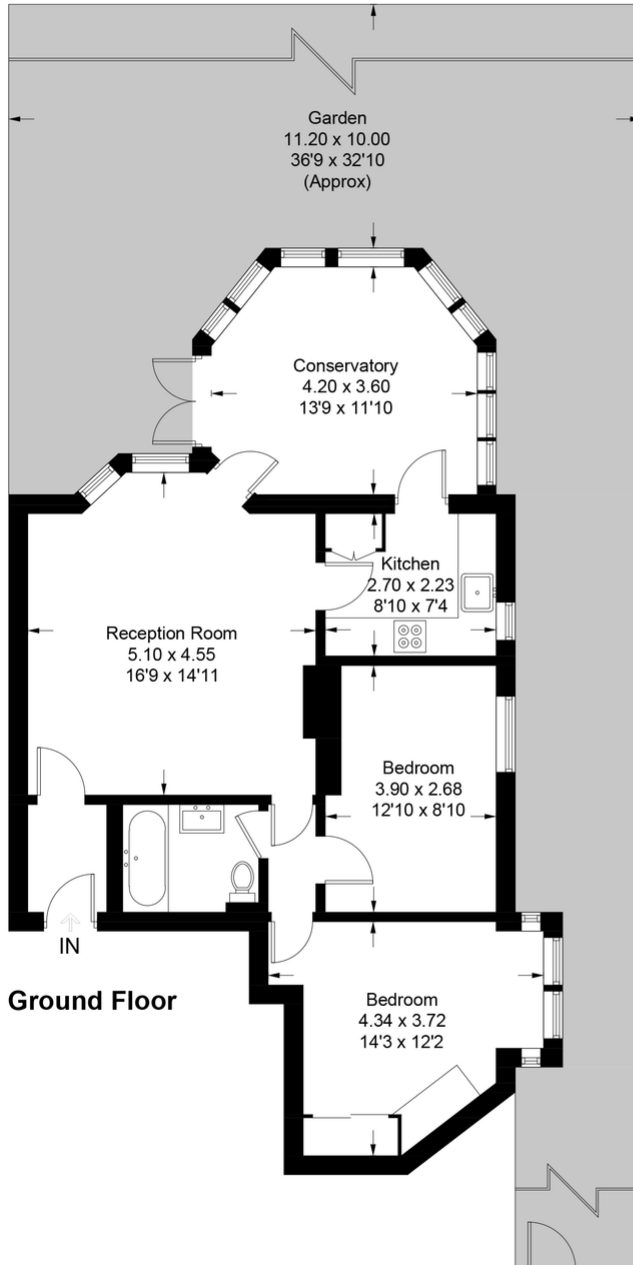 Garden
11.20 x 10.00
36'9 x 32'10
(Approx)
Conservatory
4.20 x 3.60
13'9 x 11'10
Kitchen
2.70 x 2.23
8'10 x 7'4
Reception Room
5.10 x 4.55
16'9 x 14'11
Bedroom
3.90 x 2.68
12'10 x 8'10
IN
Ground Floor
Bedroom
4.34 x 3.72
14'3 x 12'2